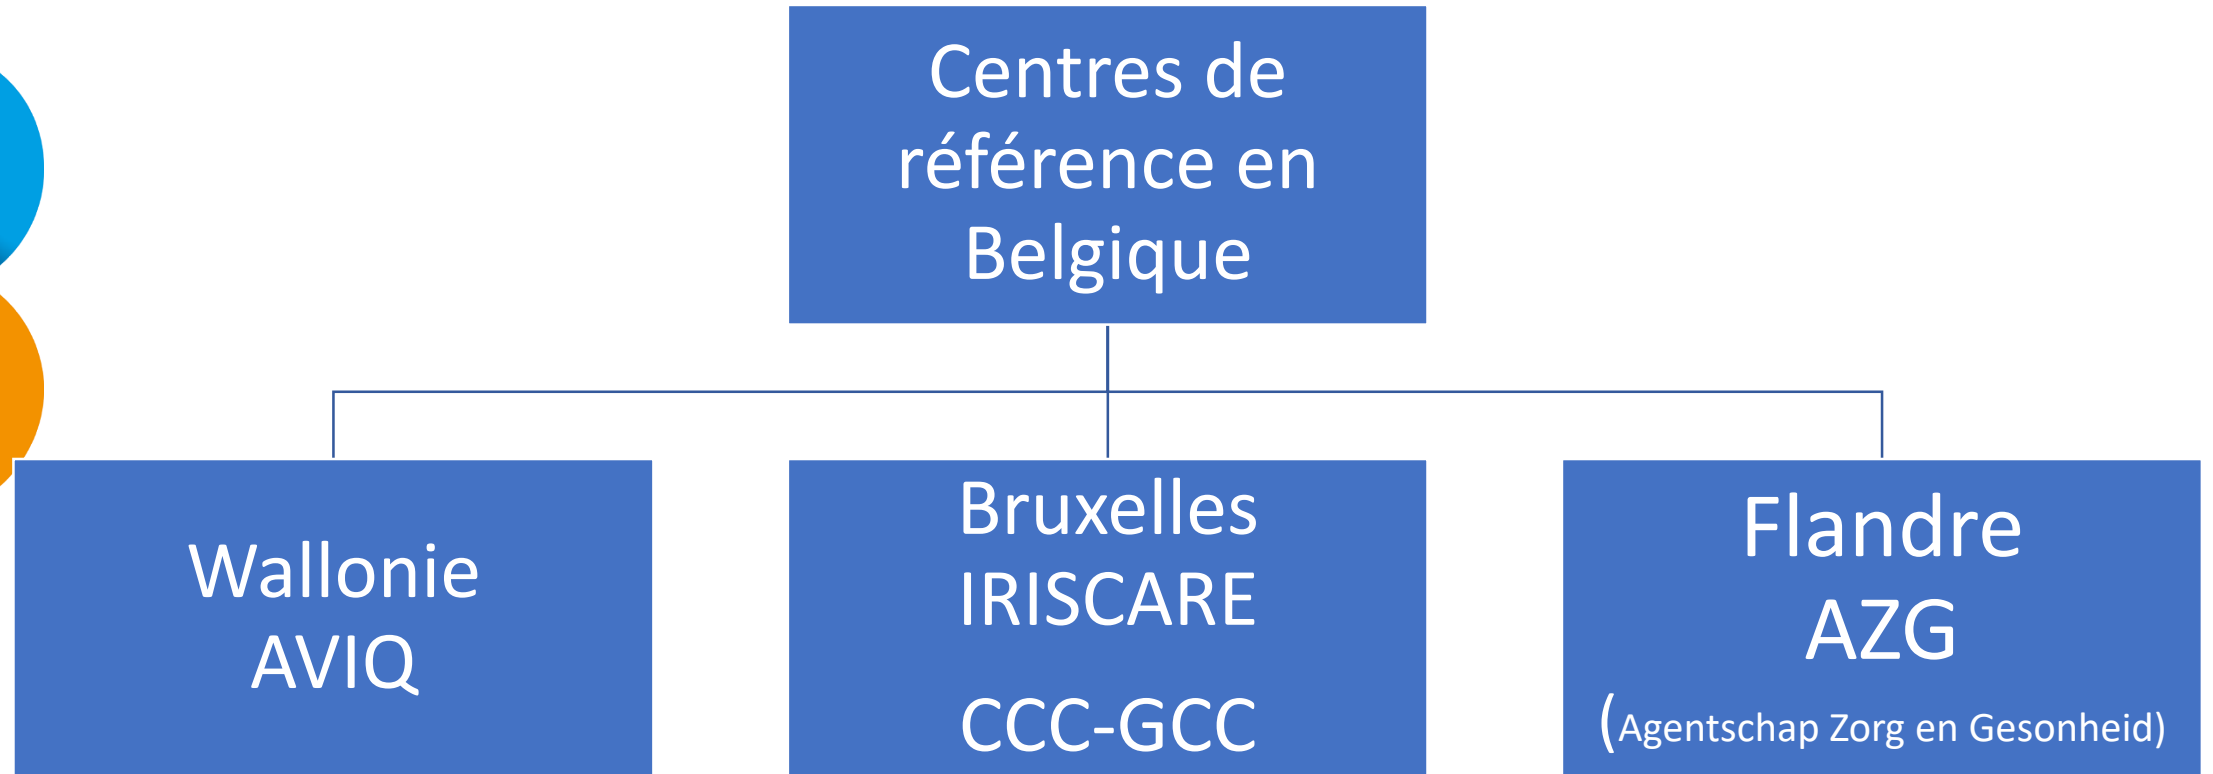 Centres de
référence en
Belgique
Wallonie
AVIQ
Bruxelles
IRISCARE
CCC-GCC
Flandre
AZG
(Agentschap Zorg en Gesonheid)